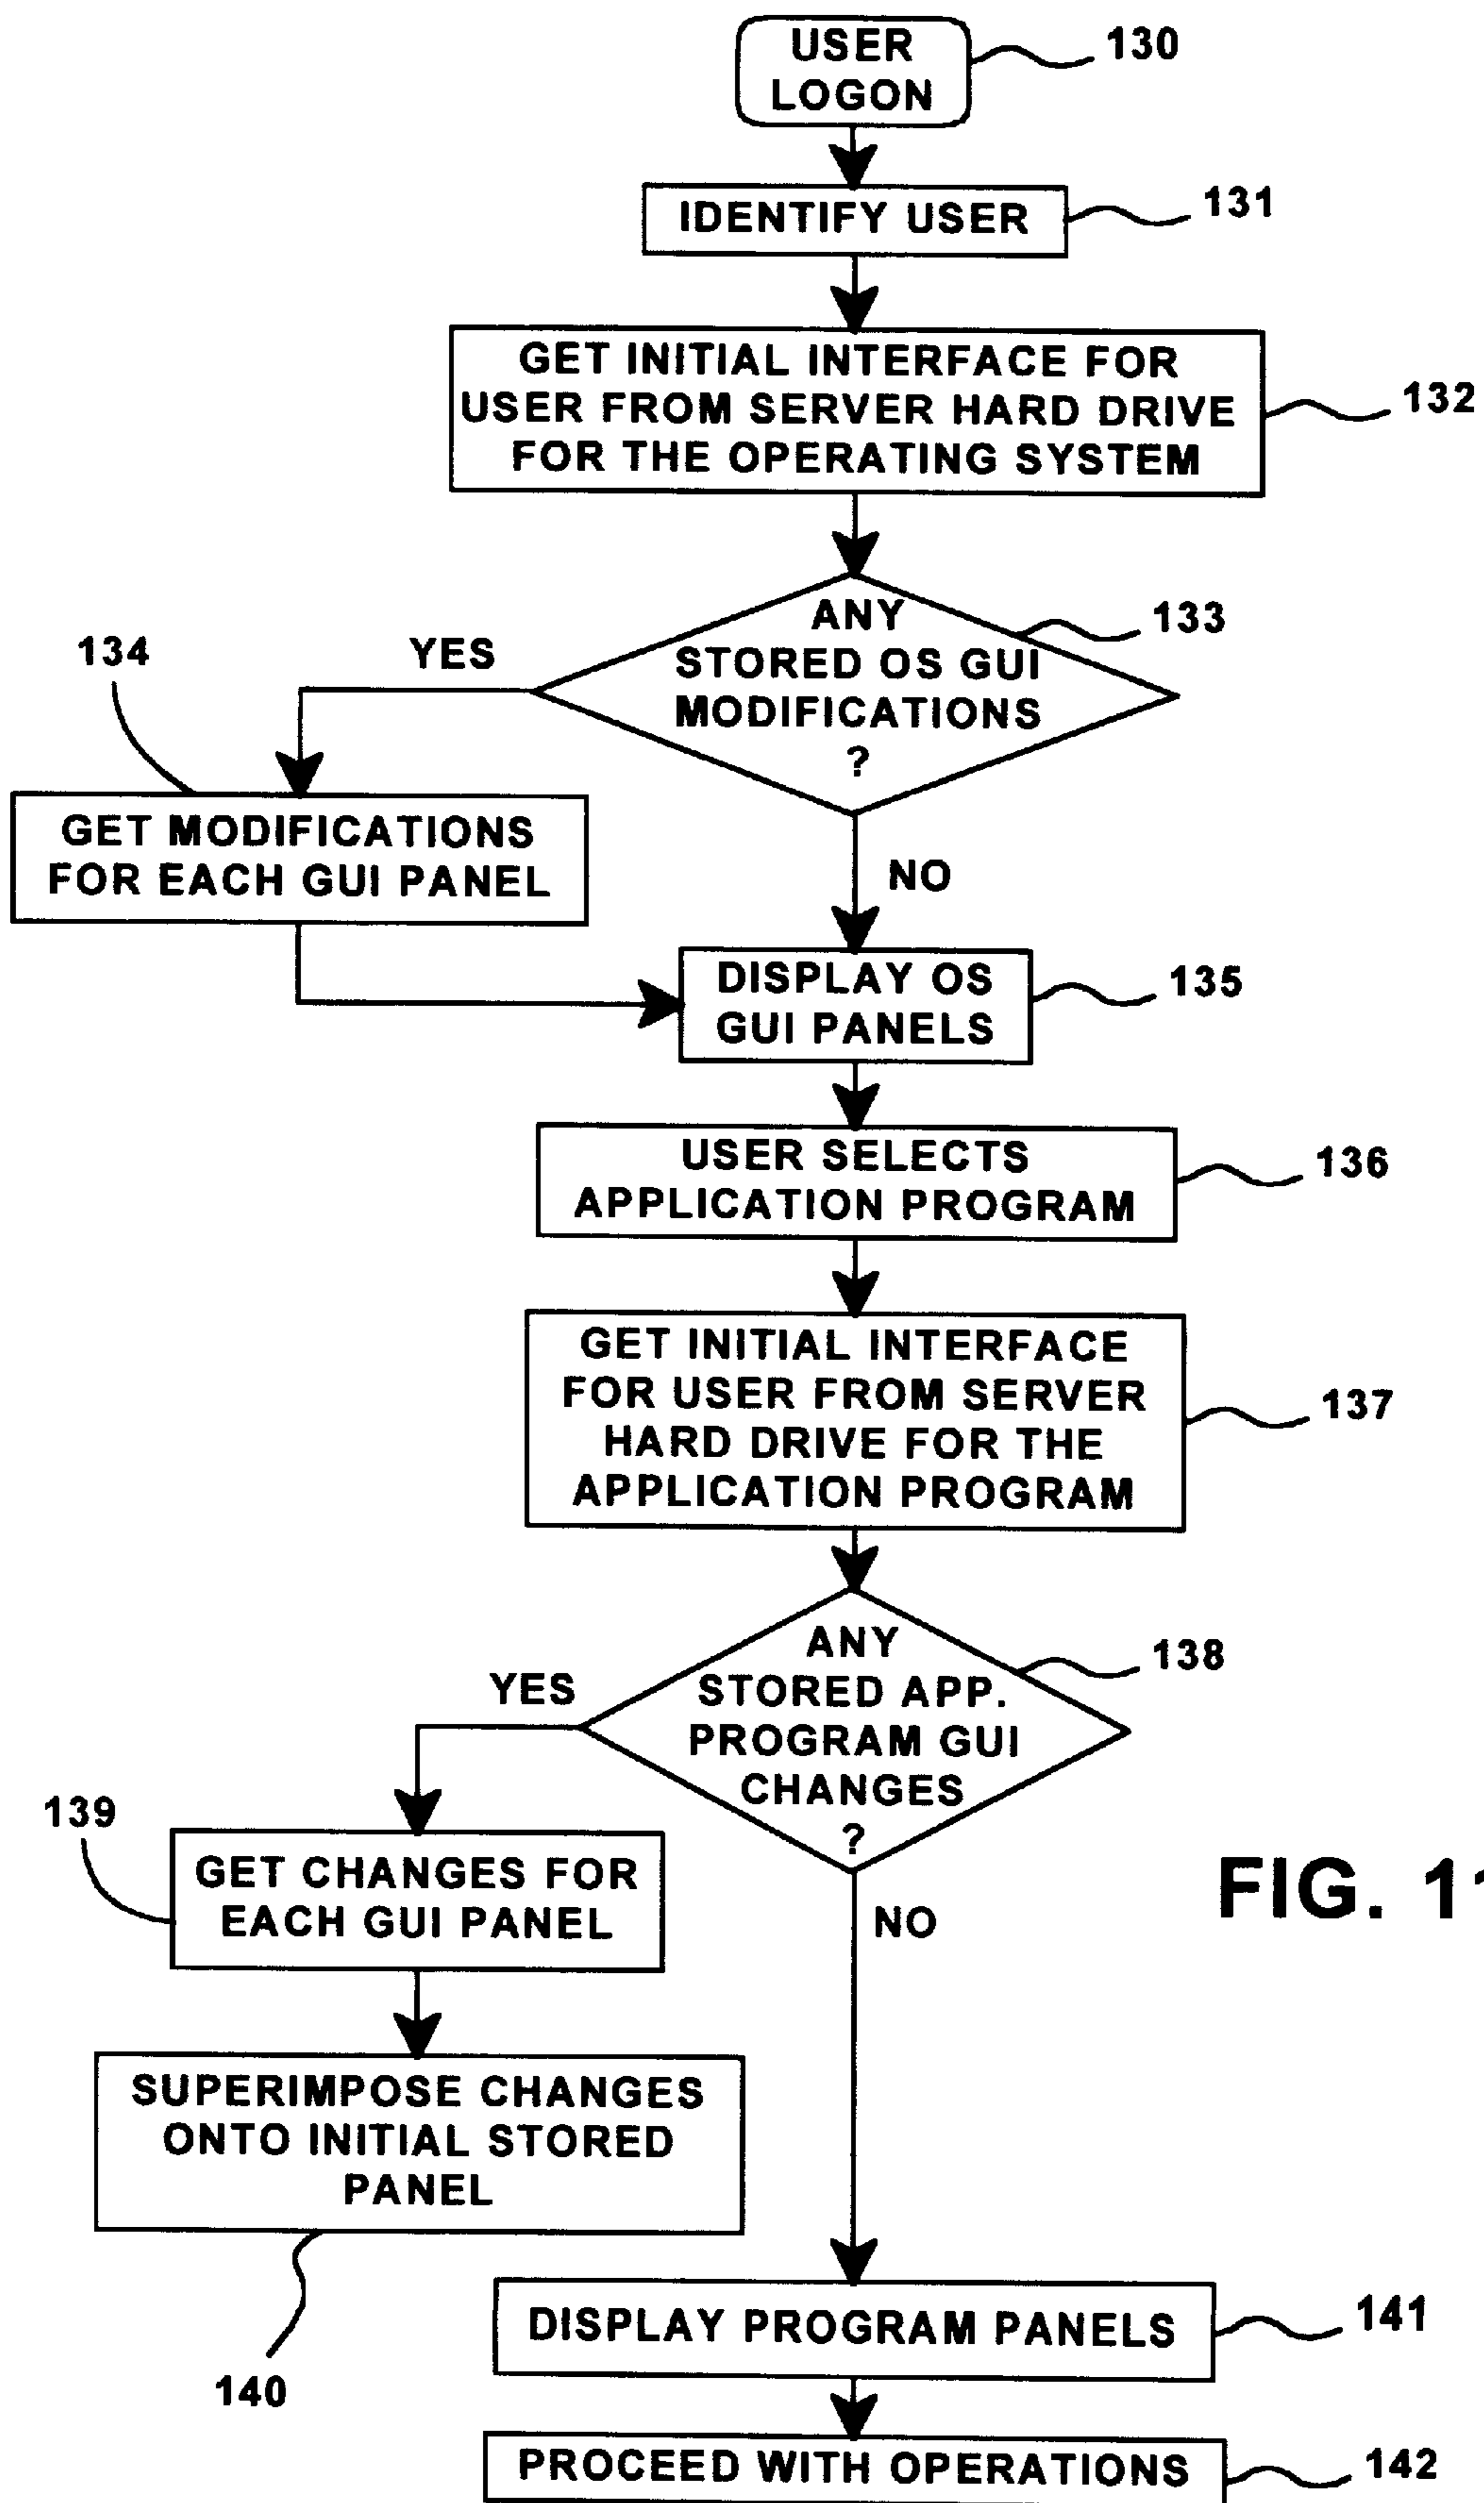 USER
LOGON
130
IDENTIFY USER
131
GET INITIAL INTERFACE FOR
USER FROM SERVER HARD DRIVE
FOR THE OPERATING SYSTEM
132
ANY
STORED OS GUI
MODIFICATIONS
?
133
YES
134
GET MODIFICATIONS
FOR EACH GUI PANEL
NO
DISPLAY OS
GUI PANELS
135
USER SELECTS
APPLICATION PROGRAM
136
GET INITIAL INTERFACE
FOR USER FROM SERVER
HARD DRIVE FOR THE
APPLICATION PROGRAM
137
ANY
STORED APP.
PROGRAM GUI
CHANGES
?
138
YES
139
GET CHANGES FOR
EACH GUI PANEL
NO
FIG. 11
SUPERIMPOSE CHANGES
ONTO INITIAL STORED
PANEL
140
DISPLAY PROGRAM PANELS
141
PROCEED WITH OPERATIONS
142